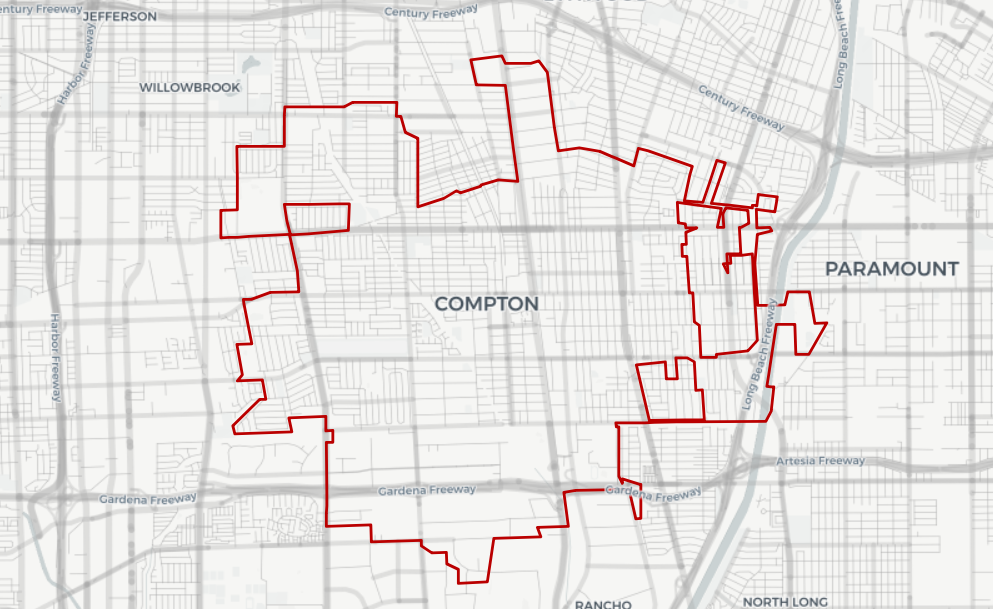 Century Freeway
JEFFERSON
Century Freeway
Harbor Freeway
WILLOWBROOK
Long Beach Free
Century Freeway
PARAMOUNT
COMPTON
Harbor Freeway
Long Beach Freeway
Artesia Freeway
Gardena Freeway
Gardena Freeway
Gardena Freeway
RANCHO
NORTH LONG